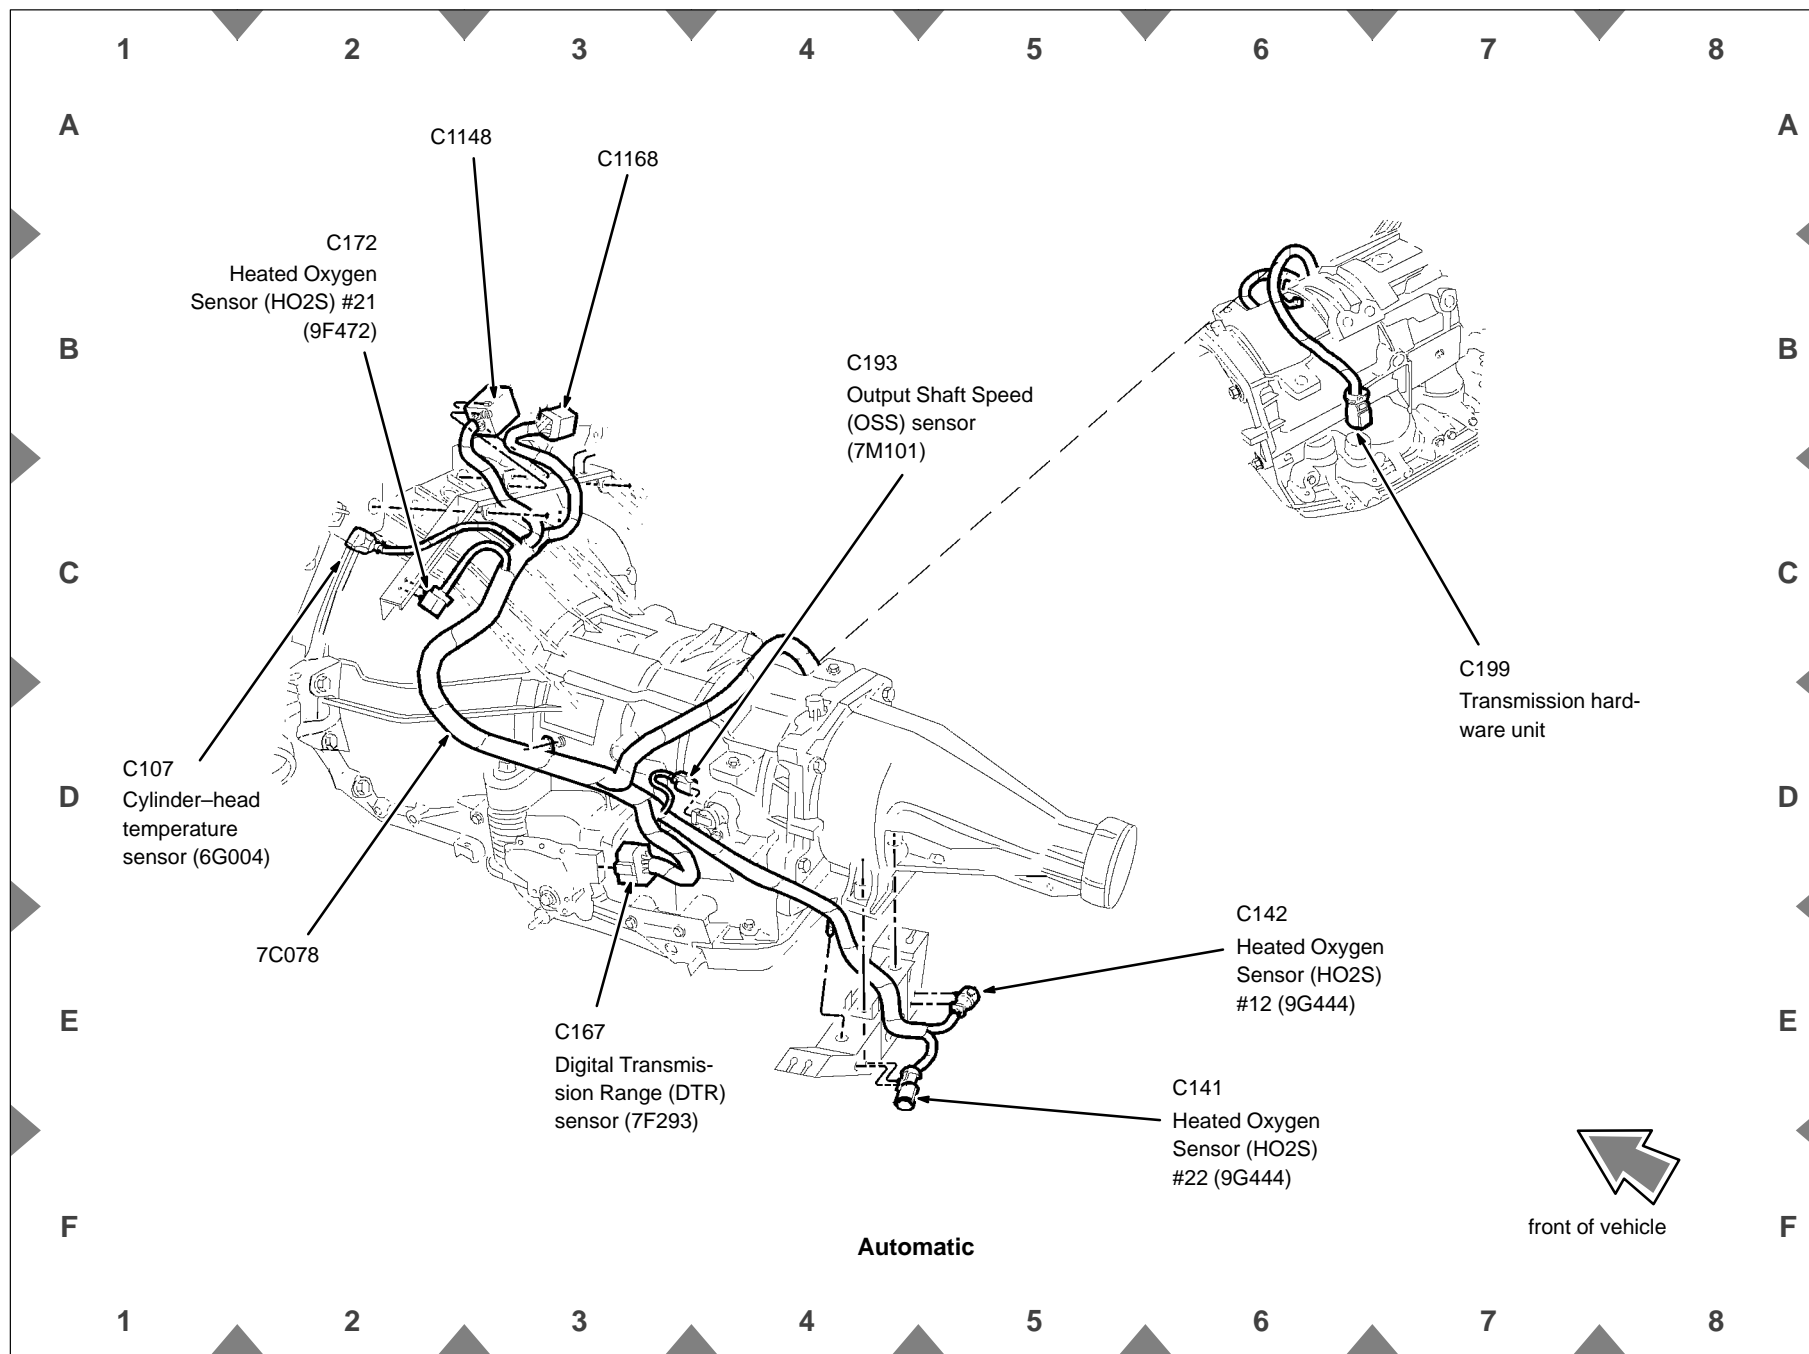 1 2 3 4 5 6 7 8
A A
C1148
C1168
C172
Heated Oxygen
Sensor (HO2S) #21
(9F472)
B B
C193
Output Shaft Speed
(OSS) sensor
(7M101)
C C
C199
Transmission hard-
ware unit
C107
Cylinder–head
temperature
sensor (6G004)
D D
7C078
C142
Heated Oxygen
Sensor (HO2S)
#12 (9G444)
E E
C167
Digital Transmis-
sion Range (DTR)
sensor (7F293)
C141
Heated Oxygen
Sensor (HO2S)
#22 (9G444)
front of vehicle
F F
Automatic
1 2 3 4 5 6 7 8